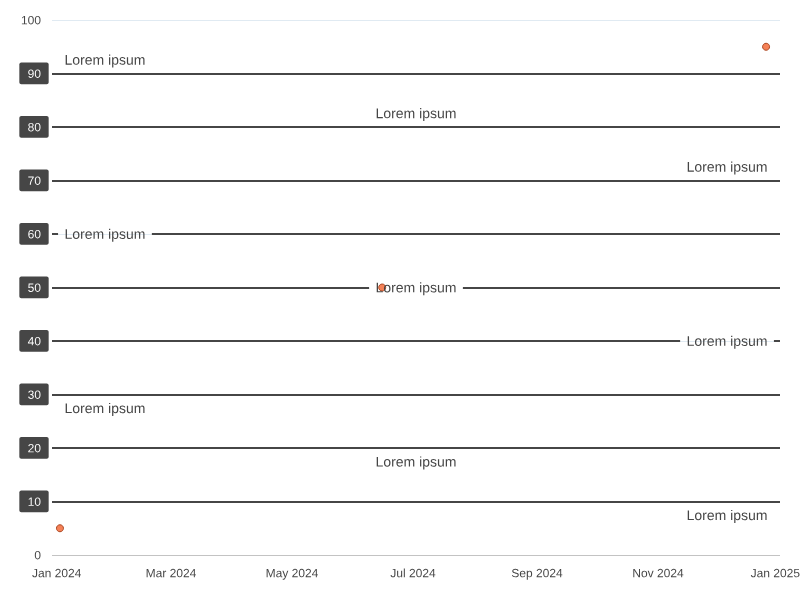 100
Lorem ipsum
90
Lorem ipsum
80
Lorem ipsum
70
60 Lorem ipsum
50 Lorem ipsum
40 Lorem ipsum
30
Lorem ipsum
20
Lorem ipsum
10
Lorem ipsum
0
Jan 2024 Mar 2024 May 2024 Jul 2024 Sep 2024 Nov 2024 Jan 2025